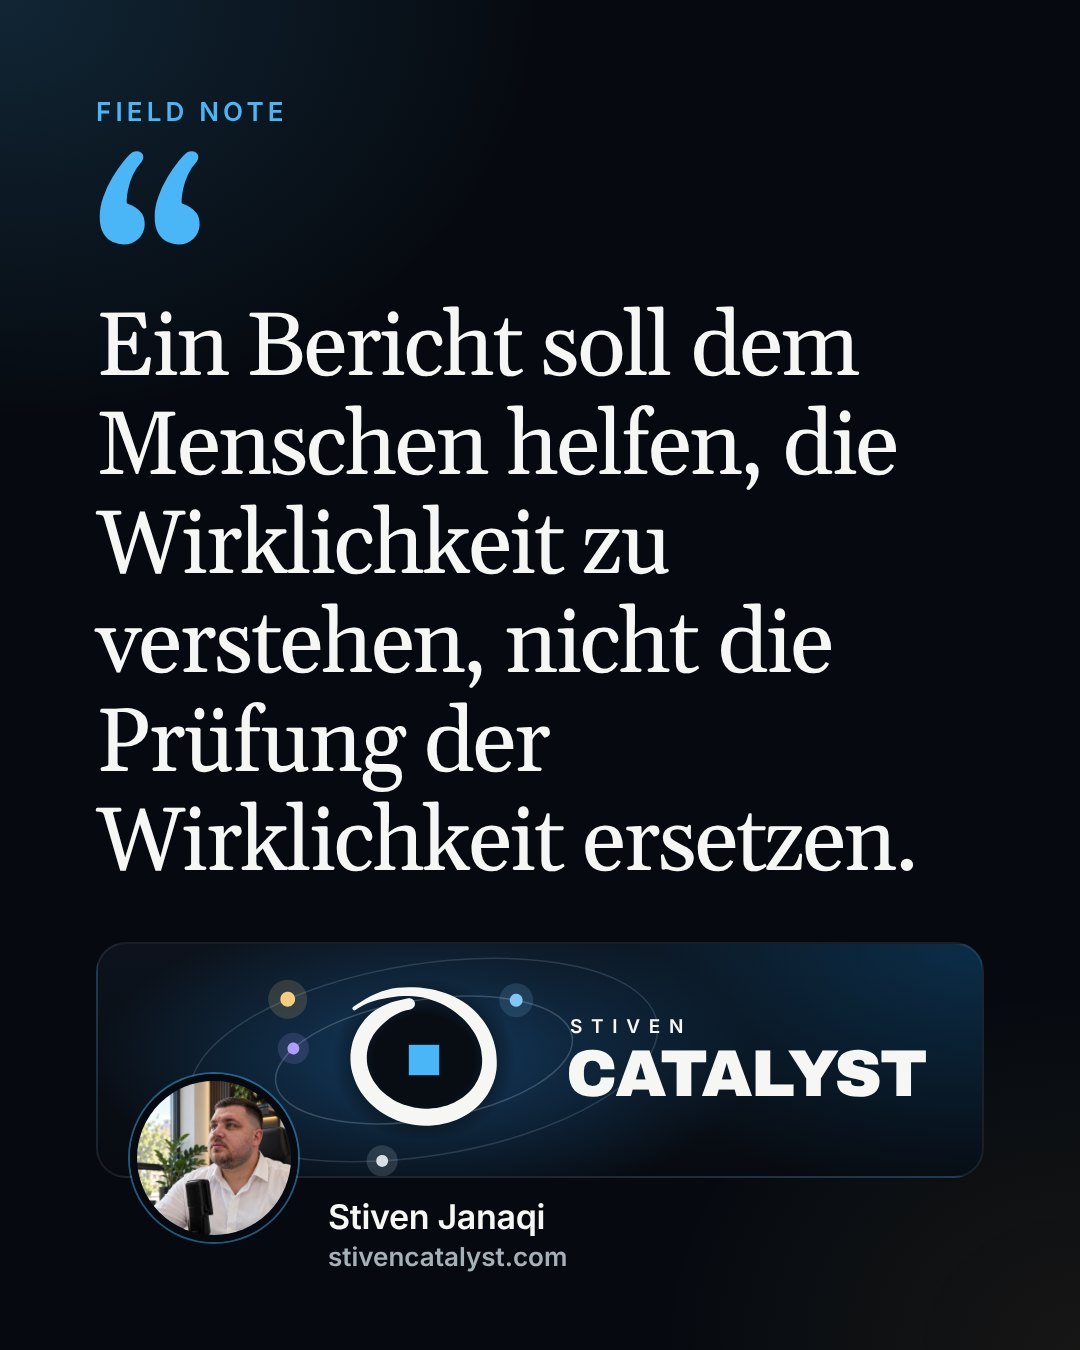 FIELD NOTE
“
Ein Bericht soll dem
Menschen helfen, die
Wirklichkeit zu
verstehen, nicht die
Prüfung der
Wirklichkeit ersetzen.
STIVEN
CATALYST
Stiven Janaqi
stivencatalyst.com